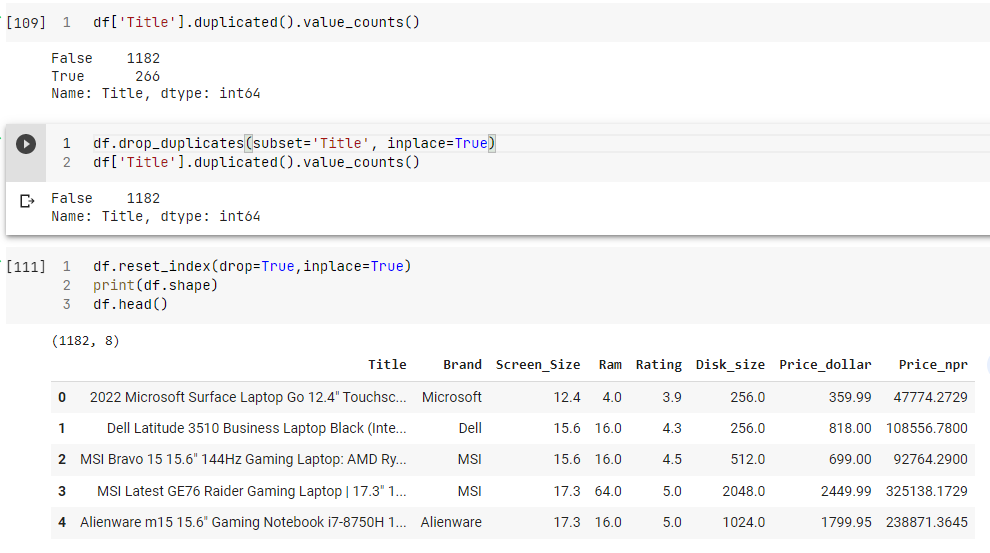 [109] 1 df['Title'].duplicated().value_counts()
False 1182
True 266
Name: Title, dtype: int64
1 df.drop_duplicates(subset='Title', inplace=True)
2 df['Title'].duplicated().value_counts()
False 1182
Name: Title, dtype: int64
[111] 1 df.reset_index(drop=True,inplace=True)
2 print(df.shape)
3 df.head()
(1182, 8)
Title Brand Screen_Size Ram Rating Disk_size Price_dollar Price_npr
0 2022 Microsoft Surface Laptop Go 12.4" Touchsc... Microsoft 12.4 4.0 3.9 256.0 359.99 47774.2729
1 Dell Latitude 3510 Business Laptop Black (Inte... Dell 15.6 16.0 4.3 256.0 818.00 108556.7800
2 MSI Bravo 15 15.6" 144Hz Gaming Laptop: AMD Ry... MSI 15.6 16.0 4.5 512.0 699.00 92764.2900
3 MSI Latest GE76 Raider Gaming Laptop | 17.3" 1... MSI 17.3 64.0 5.0 2048.0 2449.99 325138.1729
4 Alienware m15 15.6" Gaming Notebook i7-8750H 1... Alienware 17.3 16.0 5.0 1024.0 1799.95 238871.3645